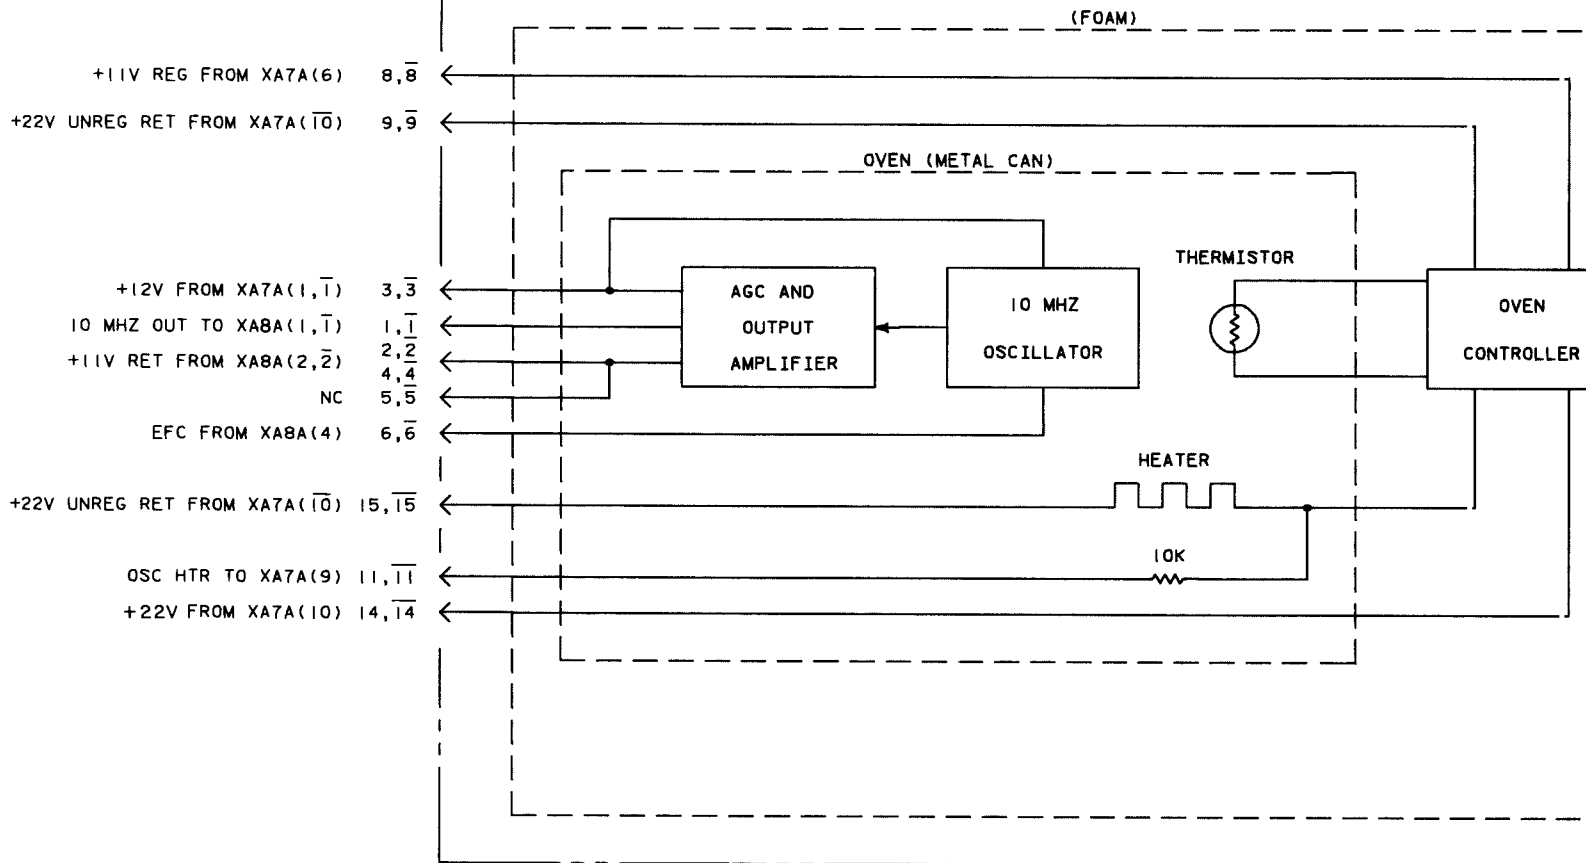 (FOAM)
+11V REG FROM XA7A(6) 8,8̅
+22V UNREG RET FROM XA7A(1̅0̅) 9,9̅
OVEN (METAL CAN)
THERMISTOR
+12V FROM XA7A(1,1̅) 3,3̅
10 MHZ OUT TO XA8A(1,1̅) 1,1̅
+11V RET FROM XA8A(2,2̅) 2,2̅
4,4̅
NC 5,5̅
EFC FROM XA8A(4) 6,6̅
AGC AND
OUTPUT
AMPLIFIER
10 MHZ
OSCILLATOR
OVEN
CONTROLLER
HEATER
+22V UNREG RET FROM XA7A(1̅0̅) 15,1̅5̅
10K
OSC HTR TO XA7A(9) 11,1̅1̅
+22V FROM XA7A(10) 14,1̅4̅